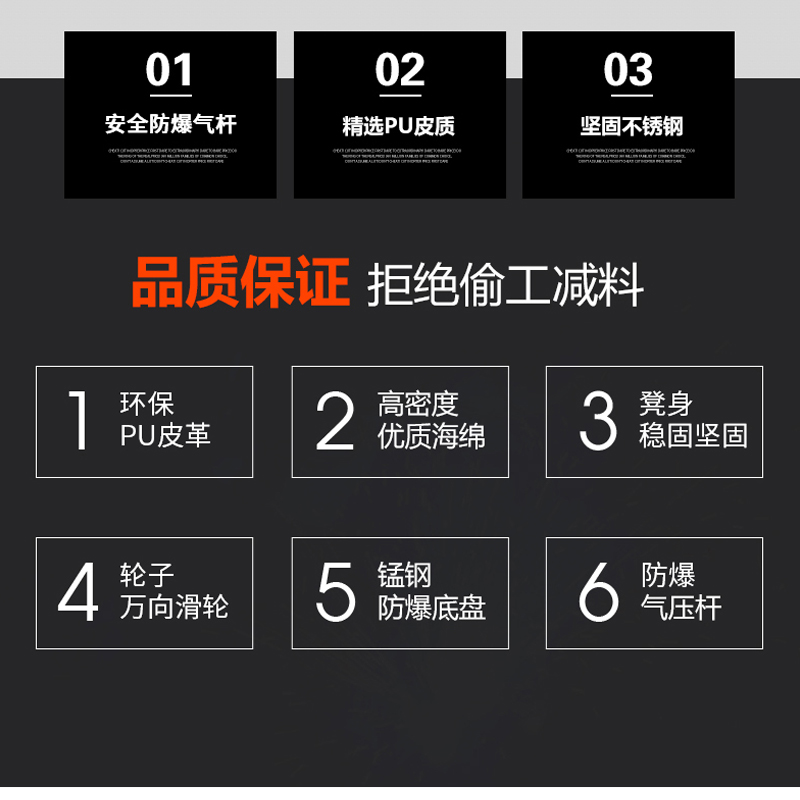 01
安全防爆气杆
02
精选PU皮质
03
坚固不锈钢
品质保证 拒绝偷工减料
1
环保
PU皮革
2
高密度
优质海绵
3
凳身
稳固坚固
4
轮子
万向滑轮
5
锰钢
防爆底盘
6
防爆
气压杆